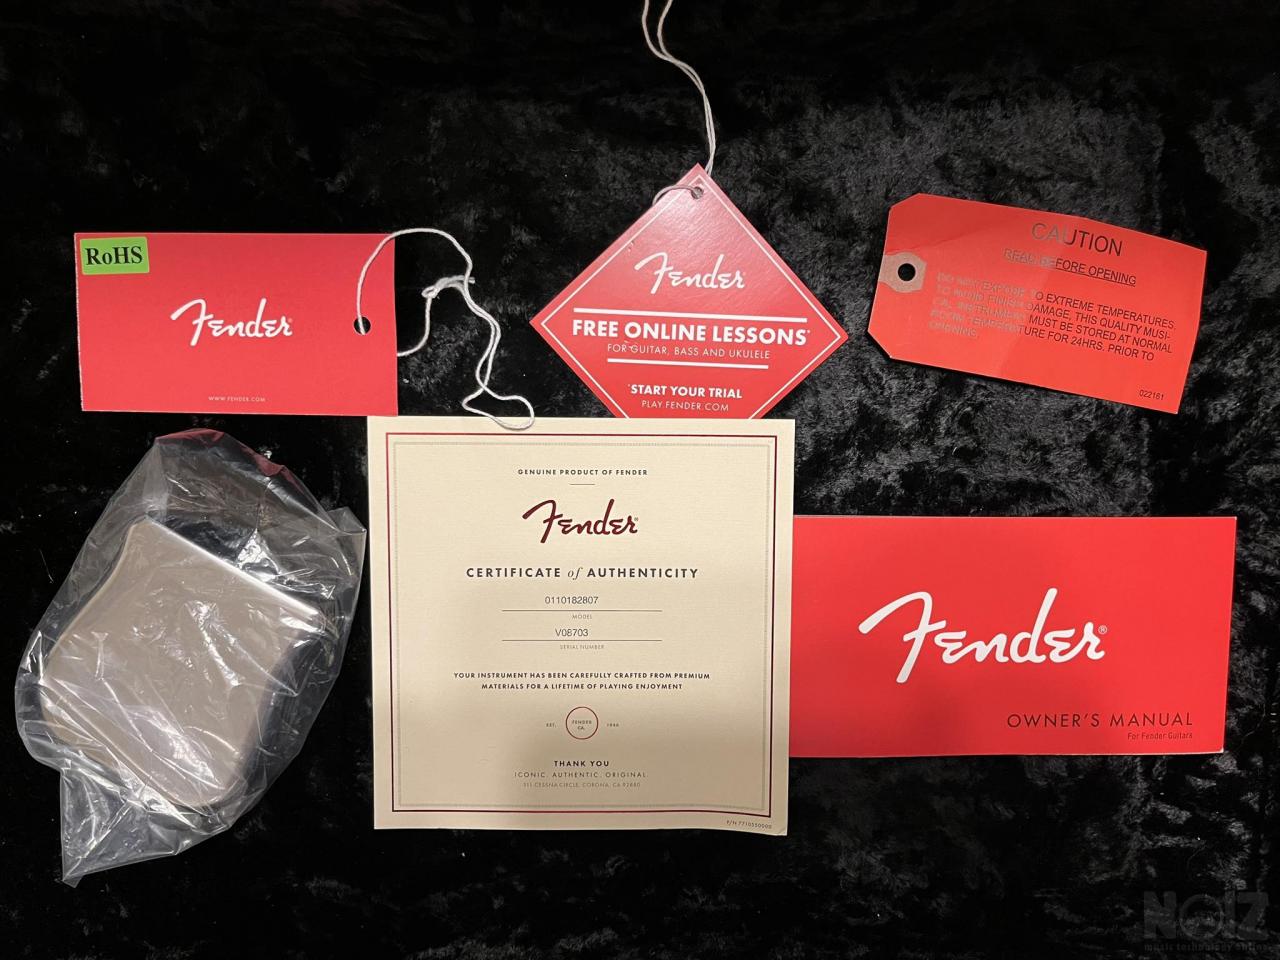 RoHS
Fender®
WWW.FENDER.COM
Fender®
FREE ONLINE LESSONS*
FOR GUITAR, BASS AND UKULELE
*START YOUR TRIAL
PLAY.FENDER.COM
CAUTION
READ BEFORE OPENING
DO NOT EXPOSE TO EXTREME TEMPERATURES.
TO AVOID FINISH DAMAGE, THIS QUALITY MUSI-
CAL INSTRUMENT MUST BE STORED AT NORMAL
ROOM TEMPERATURE FOR 24HRS. PRIOR TO
OPENING.
022161
GENUINE PRODUCT OF FENDER
Fender®
CERTIFICATE of AUTHENTICITY
0110182807
MODEL
V08703
SERIAL NUMBER
YOUR INSTRUMENT HAS BEEN CAREFULLY CRAFTED FROM PREMIUM
MATERIALS FOR A LIFETIME OF PLAYING ENJOYMENT
EST. FENDER CA. 1946
THANK YOU
ICONIC. AUTHENTIC. ORIGINAL.
311 CESSNA CIRCLE, CORONA, CA 92880
P/N 7710550000
Fender®
OWNER'S MANUAL
For Fender Guitars
NOIZ
music technology online